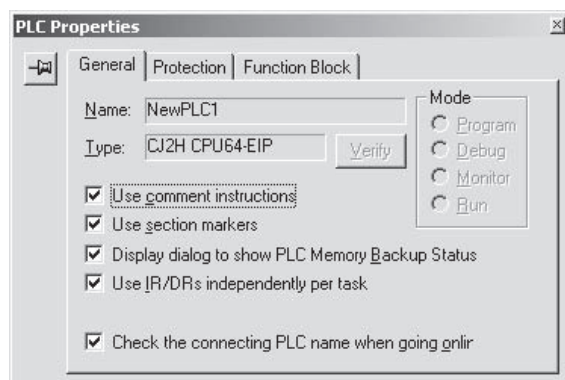 PLC Properties
General Protection Function Block
Name: NewPLC1
Type: CJ2H CPU64-EIP Verify
Mode
Program
Debug
Monitor
Run
Use comment instructions
Use section markers
Display dialog to show PLC Memory Backup Status
Use IR/DRs independently per task
Check the connecting PLC name when going onlir